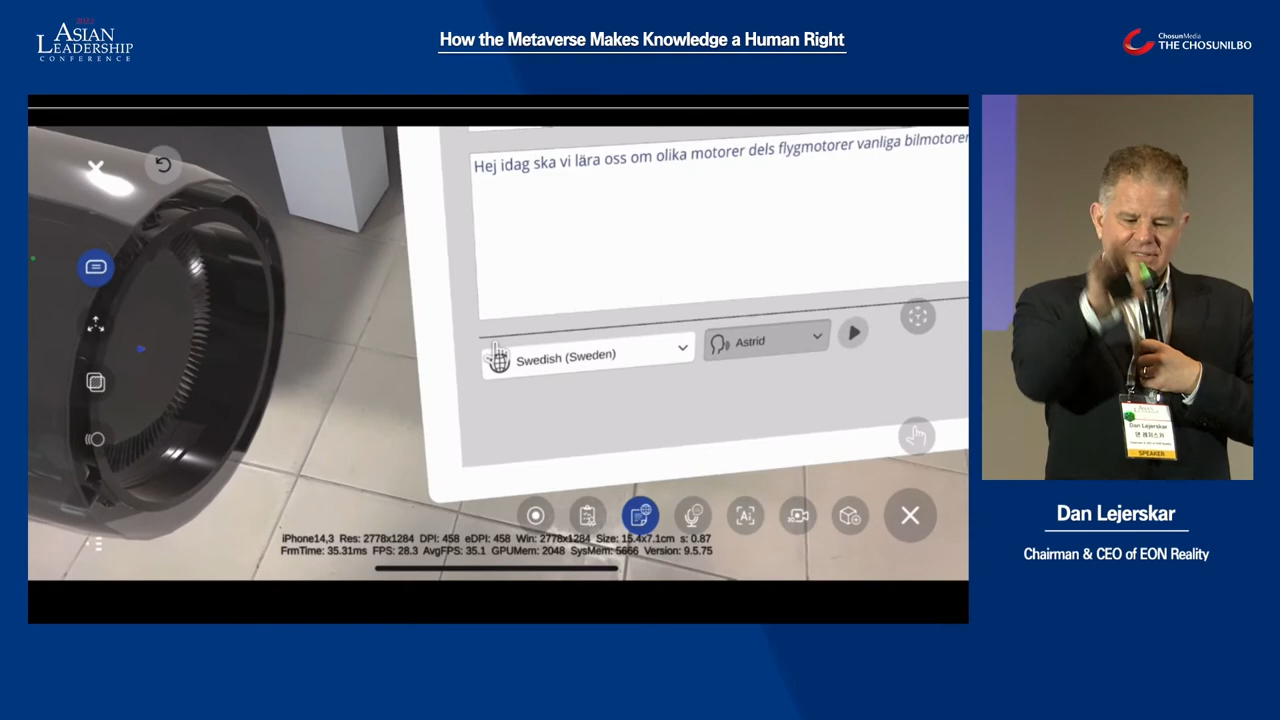 2022
ASIAN
LEADERSHIP
CONFERENCE
How the Metaverse Makes Knowledge a Human Right
ChosunMedia
THE CHOSUNILBO
Hej idag ska vi lära oss om olika motorer dels flygmotorer vanliga bilmotorer
Swedish (Sweden)
Astrid
iPhone14,3 Res: 2778x1284 DPI: 458 eDPI: 458 Win: 2778x1284 Size: 15.4x7.1cm s: 0.87
FrmTime: 35.31ms FPS: 28.3 AvgFPS: 35.1 GPUMem: 2048 SysMem: 5666 Version: 9.5.75
Dan Lejerskar
SPEAKER
Dan Lejerskar
Chairman & CEO of EON Reality